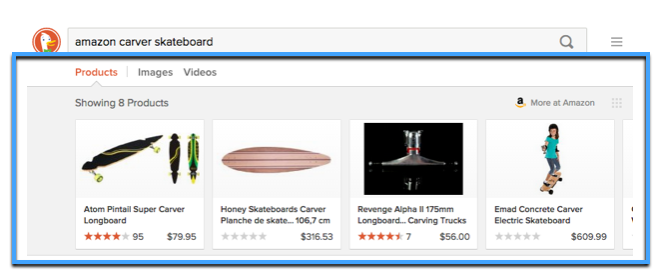 amazon carver skateboard
Products Images Videos
Showing 8 Products
More at Amazon
Atom Pintail Super Carver
Longboard
95 $79.95
Honey Skateboards Carver
Planche de skate... 106,7 cm
$316.53
Revenge Alpha II 175mm
Longboard... Carving Trucks
7 $56.00
Emad Concrete Carver
Electric Skateboard
$609.99